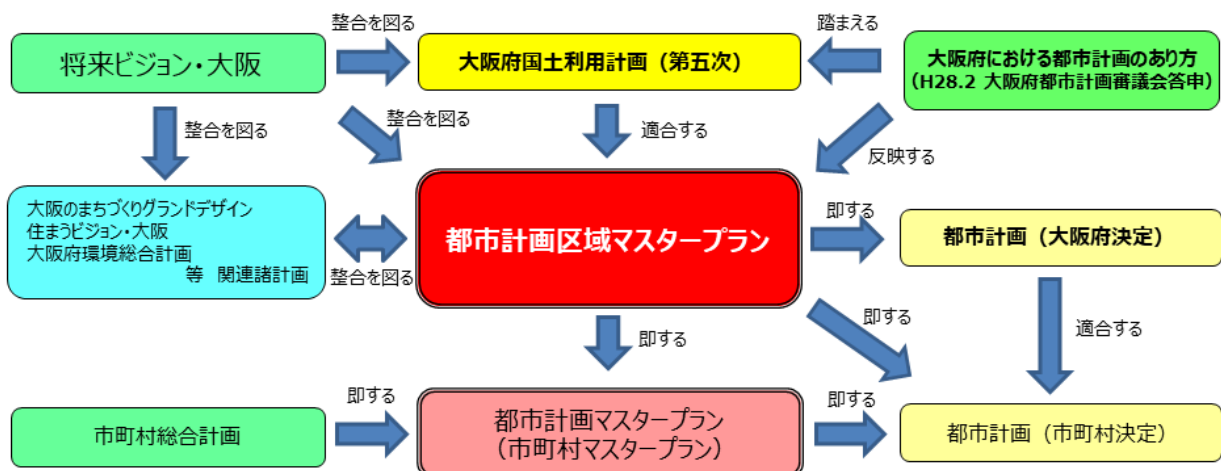 整合を図る
踏まえる
将来ビジョン・大阪
大阪府国土利用計画（第五次）
大阪府における都市計画のあり方
（H28.2 大阪府都市計画審議会答申）
整合を図る
整合を図る
適合する
反映する
大阪のまちづくりグランドデザイン
住まうビジョン・大阪
大阪府環境総合計画
等　関連諸計画
整合を図る
都市計画区域マスタープラン
即する
都市計画（大阪府決定）
即する
即する
適合する
市町村総合計画
即する
都市計画マスタープラン
（市町村マスタープラン）
即する
都市計画（市町村決定）